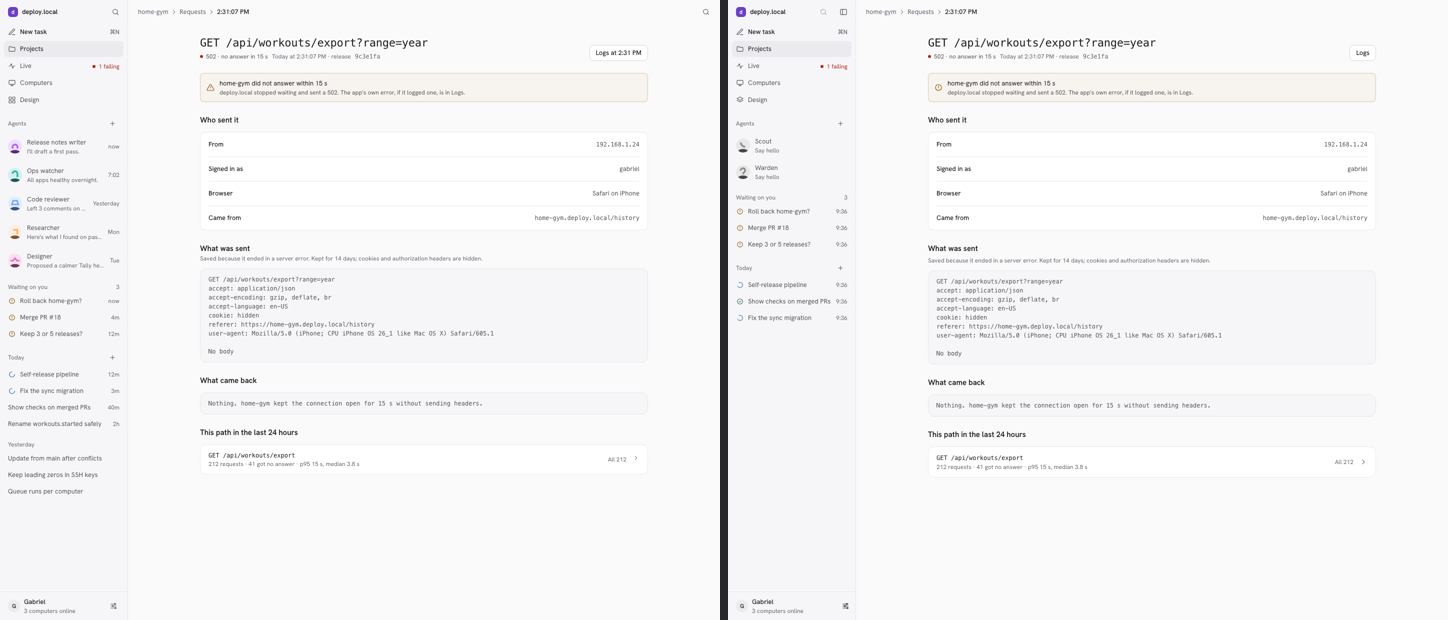 d deploy.local
New task ⌘N
Projects
Live 1 failing
Computers
Design
Agents +
Release notes writer now
I'll draft a first pass.
Ops watcher 7:02
All apps healthy overnight.
Code reviewer Yesterday
Left 3 comments on ...
Researcher Mon
Here's what I found on pas...
Designer Tue
Proposed a calmer Tally he...
Waiting on you 3
Roll back home-gym? now
Merge PR #18 4m
Keep 3 or 5 releases? 12m
Today +
Self-release pipeline 12m
Fix the sync migration 3m
Show checks on merged PRs 40m
Rename workouts.started safely 2h
Yesterday
Update from main after conflicts
Keep leading zeros in SSH keys
Queue runs per computer
G Gabriel
3 computers online
home-gym > Requests > 2:31:07 PM
GET /api/workouts/export?range=year
502 · no answer in 15 s Today at 2:31:07 PM · release 9c3e1fa
Logs at 2:31 PM
home-gym did not answer within 15 s
deploy.local stopped waiting and sent a 502. The app's own error, if it logged one, is in Logs.
Who sent it
From 192.168.1.24
Signed in as gabriel
Browser Safari on iPhone
Came from home-gym.deploy.local/history
What was sent
Saved because it ended in a server error. Kept for 14 days; cookies and authorization headers are hidden.
GET /api/workouts/export?range=year
accept: application/json
accept-encoding: gzip, deflate, br
accept-language: en-US
cookie: hidden
referer: https://home-gym.deploy.local/history
user-agent: Mozilla/5.0 (iPhone; CPU iPhone OS 26_1 like Mac OS X) Safari/605.1
No body
What came back
Nothing. home-gym kept the connection open for 15 s without sending headers.
This path in the last 24 hours
GET /api/workouts/export
212 requests · 41 got no answer · p95 15 s, median 3.8 s
All 212 >
d deploy.local
New task ⌘N
Projects
Live 1 failing
Computers
Design
Agents +
Scout
Say hello
Warden
Say hello
Waiting on you 3
Roll back home-gym? 9:36
Merge PR #18 9:36
Keep 3 or 5 releases? 9:36
Today +
Self-release pipeline 9:36
Show checks on merged PRs 9:36
Fix the sync migration 9:36
G Gabriel
3 computers online
home-gym > Requests > 2:31:07 PM
GET /api/workouts/export?range=year
502 · no answer in 15 s Today at 2:31:07 PM · release 9c3e1fa
Logs
home-gym did not answer within 15 s
deploy.local stopped waiting and sent a 502. The app's own error, if it logged one, is in Logs.
Who sent it
From 192.168.1.24
Signed in as gabriel
Browser Safari on iPhone
Came from home-gym.deploy.local/history
What was sent
Saved because it ended in a server error. Kept for 14 days; cookies and authorization headers are hidden.
GET /api/workouts/export?range=year
accept: application/json
accept-encoding: gzip, deflate, br
accept-language: en-US
cookie: hidden
referer: https://home-gym.deploy.local/history
user-agent: Mozilla/5.0 (iPhone; CPU iPhone OS 26_1 like Mac OS X) Safari/605.1
No body
What came back
Nothing. home-gym kept the connection open for 15 s without sending headers.
This path in the last 24 hours
GET /api/workouts/export
212 requests · 41 got no answer · p95 15 s, median 3.8 s
All 212 >